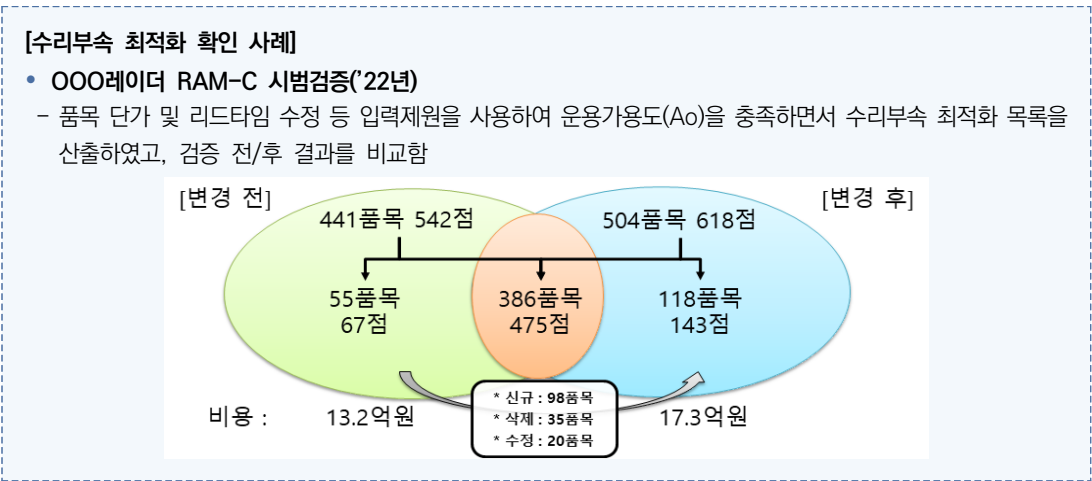 [수리부속 최적화 확인 사례]
• OOO레이더 RAM-C 시범검증('22년)
- 품목 단가 및 리드타임 수정 등 입력제원을 사용하여 운용가용도(Ao)을 충족하면서 수리부속 최적화 목록을
산출하였고, 검증 전/후 결과를 비교함
[변경 전]
[변경 후]
441품목 542점
504품목 618점
55품목
67점
386품목
475점
118품목
143점
* 신규 : 98품목
* 삭제 : 35품목
* 수정 : 20품목
비용 :
13.2억원
17.3억원